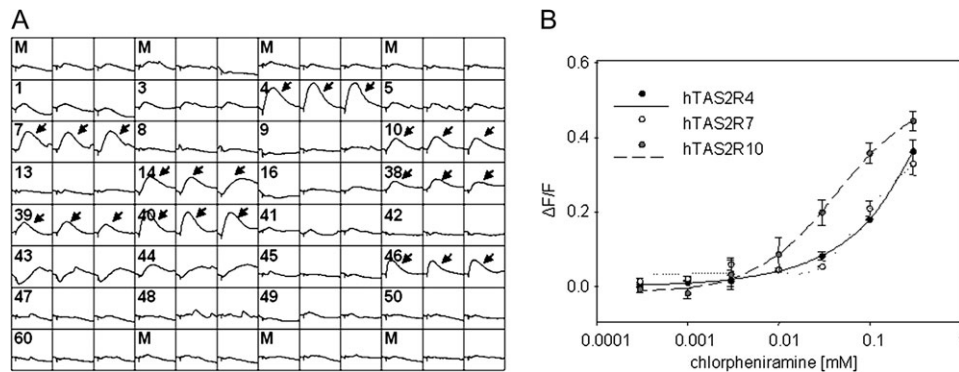 A
M M M M
1 3 4 5
7 8 9 10
13 14 16 38
39 40 41 42
43 44 45 46
47 48 49 50
60 M M M
B
0.6
0.4
0.2
0.0
ΔF/F
hTAS2R4
hTAS2R7
hTAS2R10
0.0001 0.001 0.01 0.1 1
chlorpheniramine [mM]